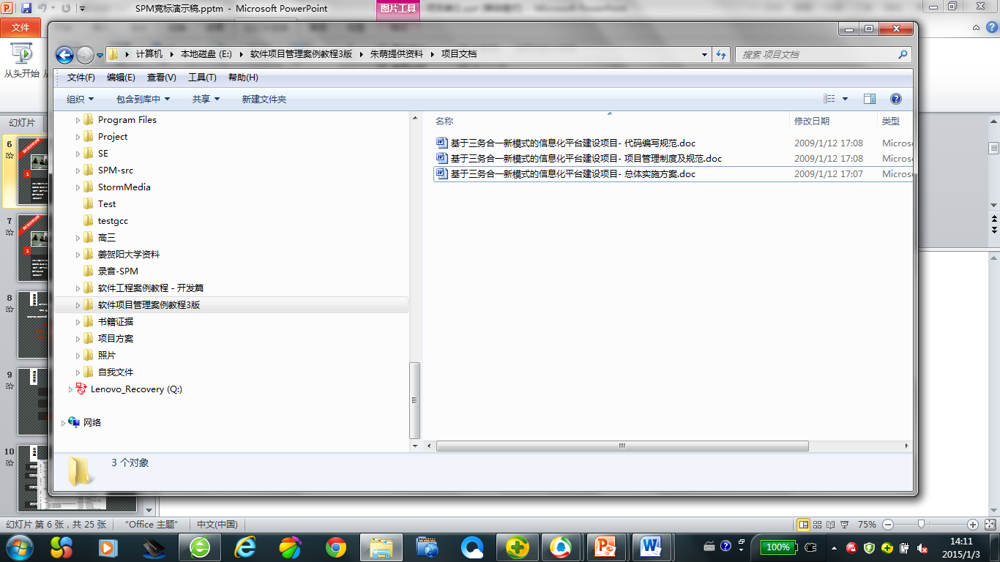 SPM竞标演示稿.pptm - Microsoft PowerPoint
图片工具
文件
从头开始
计算机 本地磁盘 (E:) 软件项目管理案例教程3版 朱萌提供资料 项目文档
搜索 项目文档
文件(F) 编辑(E) 查看(V) 工具(T) 帮助(H)
组织 包含到库中 共享 新建文件夹
幻灯片
Program Files
Project
SE
SPM-src
StormMedia
Test
testgcc
高三
姜贺阳大学资料
录音-SPM
软件工程案例教程 - 开发篇
软件项目管理案例教程3版
书籍证据
项目方案
照片
自我文件
Lenovo_Recovery (Q:)
网络
名称 修改日期 类型
基于三务合一新模式的信息化平台建设项目- 代码编写规范.doc 2009/1/12 17:08 Micros
基于三务合一新模式的信息化平台建设项目- 项目管理制度及规范.doc 2009/1/12 17:08 Micros
基于三务合一新模式的信息化平台建设项目- 总体实施方案.doc 2009/1/12 17:07 Micros
3 个对象
6
7
8
9
10
幻灯片 第 6 张，共 25 张 “Office 主题” 中文(中国) 75%
100%
14:11
2015/1/3